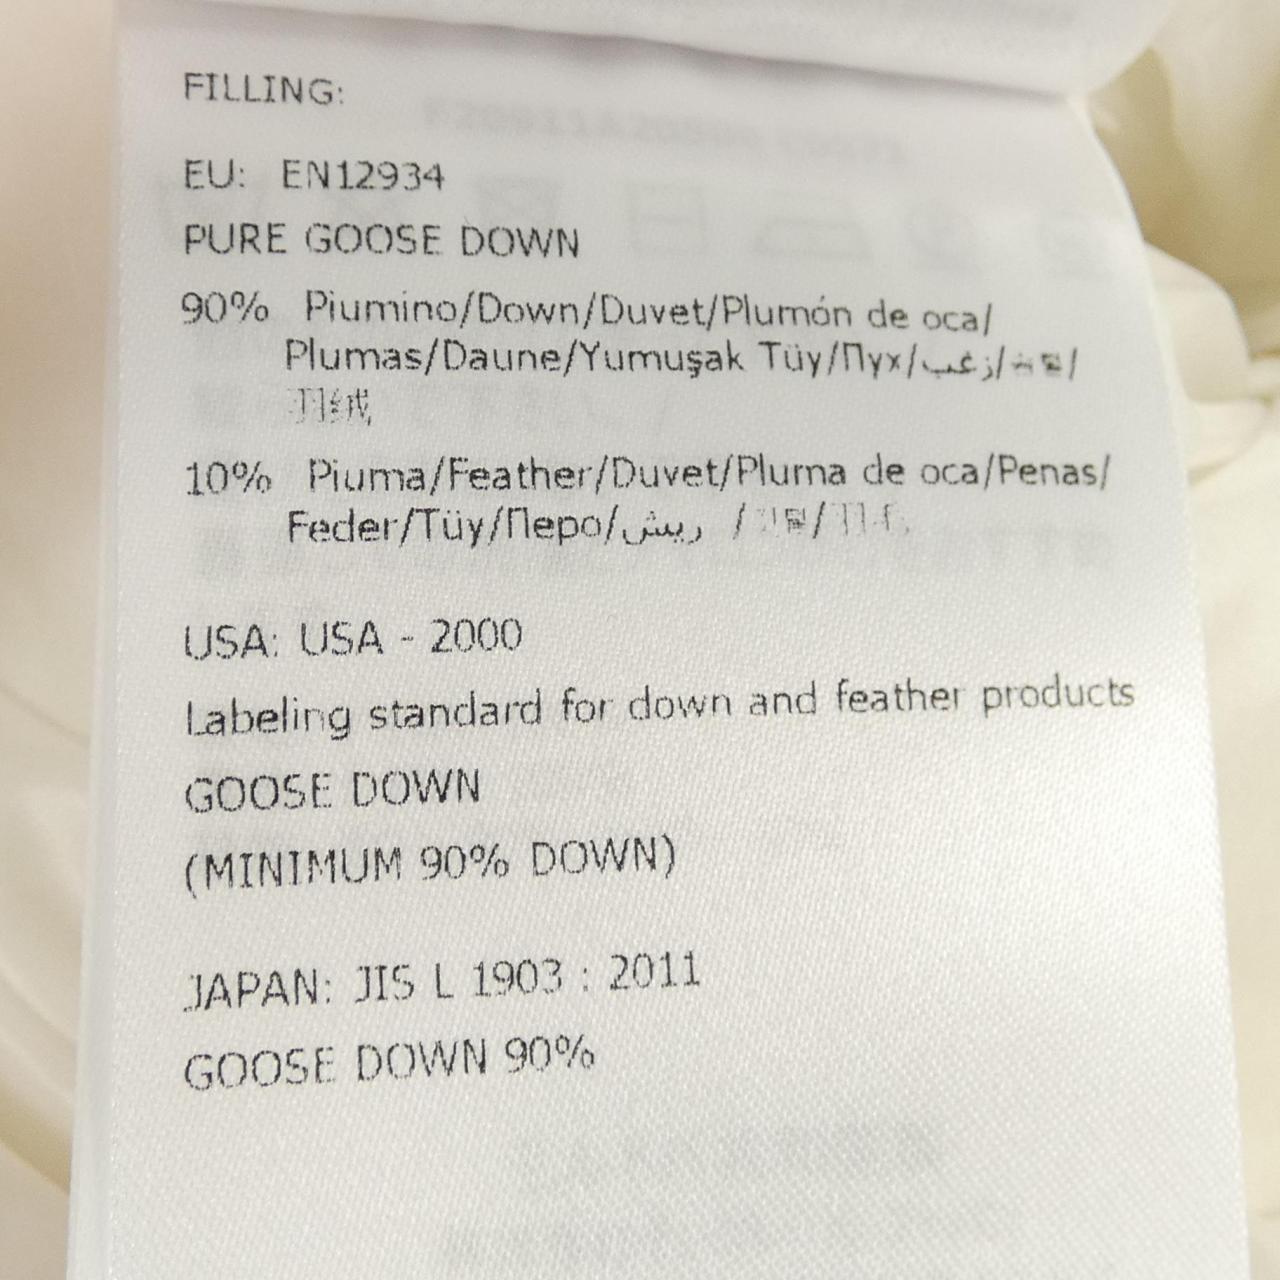 FILLING:
EU: EN12934
PURE GOOSE DOWN
90% Piumino/Down/Duvet/Plumón de oca/
Plumas/Daune/Yumuşak Tüy/Пух/زغب/
羽绒
10% Piuma/Feather/Duvet/Pluma de oca/Penas/
Feder/Tüy/Перо/ريش /
USA: USA - 2000
Labeling standard for down and feather products
GOOSE DOWN
(MINIMUM 90% DOWN)
JAPAN: JIS L 1903 : 2011
GOOSE DOWN 90%